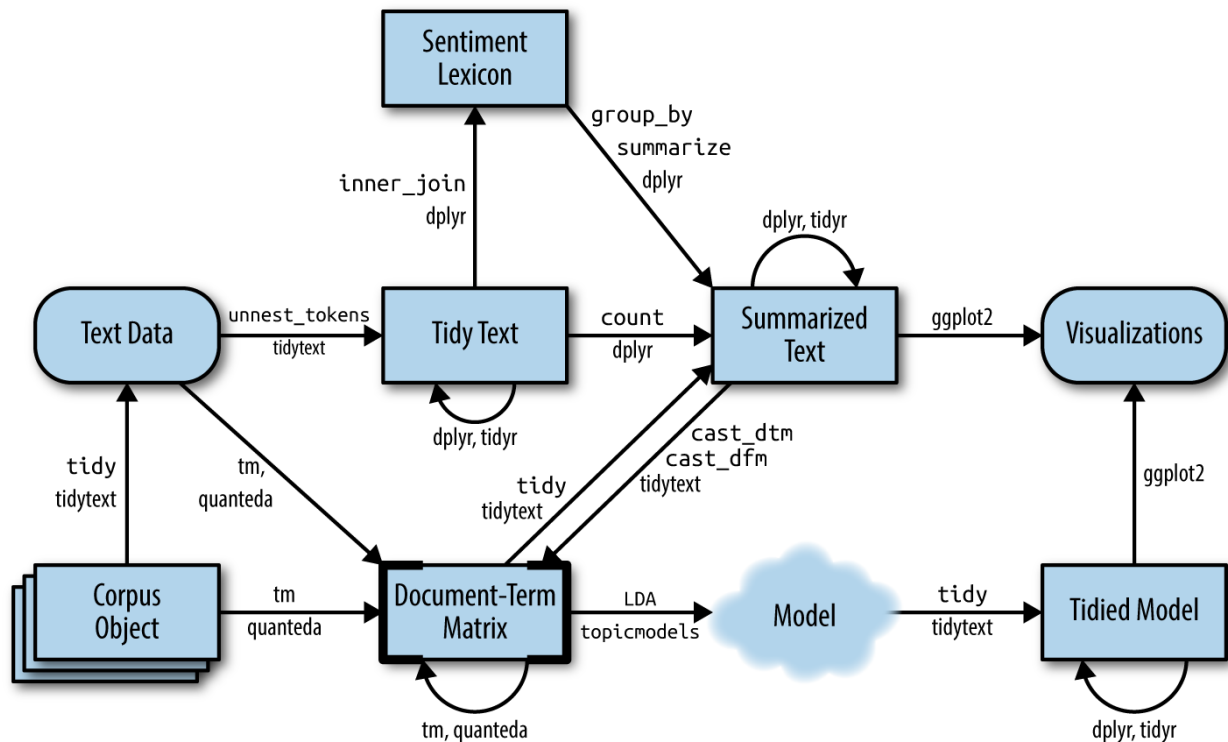 Sentiment
Lexicon
group_by
summarize
dplyr
inner_join
dplyr
dplyr, tidyr
Text Data
unnest_tokens
tidytext
Tidy Text
count
dplyr
Summarized
Text
ggplot2
Visualizations
dplyr, tidyr
cast_dtm
cast_dfm
tidytext
tidy
tidytext
tm,
quanteda
tidy
tidytext
ggplot2
Corpus
Object
tm
quanteda
Document-Term
Matrix
LDA
topicmodels
Model
tidy
tidytext
Tidied Model
tm, quanteda
dplyr, tidyr